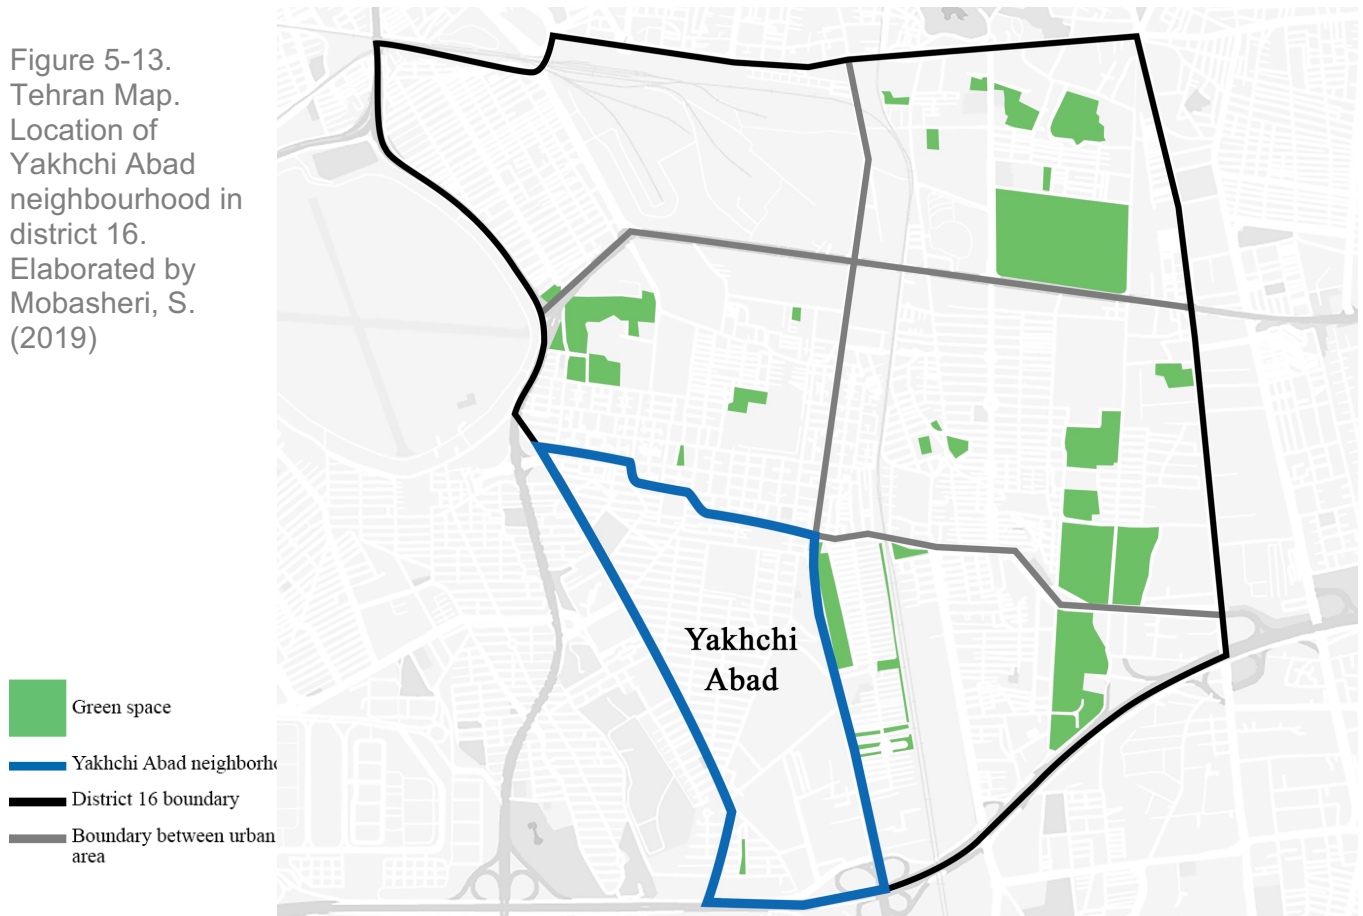 Figure 5-13.
Tehran Map.
Location of
Yakhchi Abad
neighbourhood in
district 16.
Elaborated by
Mobasheri, S.
(2019)
Yakhchi
Abad
Green space
Yakhchi Abad neighborho
District 16 boundary
Boundary between urban
area